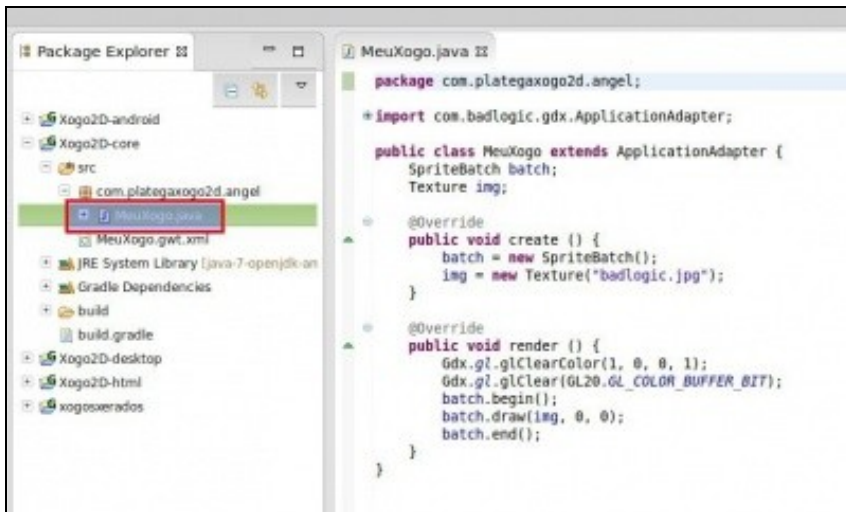 Package Explorer
Xogo2D-android
Xogo2D-core
src
com.plategaxogo2d.angel
MeuXogo.java
MeuXogo.gwt.xml
JRE System Library [java-7-openjdk-an
Gradle Dependencies
build
build.gradle
Xogo2D-desktop
Xogo2D-html
xogosxerados
MeuXogo.java
package com.plategaxogo2d.angel;
import com.badlogic.gdx.ApplicationAdapter;
public class MeuXogo extends ApplicationAdapter {
SpriteBatch batch;
Texture img;
@Override
public void create () {
batch = new SpriteBatch();
img = new Texture("badlogic.jpg");
}
@Override
public void render () {
Gdx.gl.glClearColor(1, 0, 0, 1);
Gdx.gl.glClear(GL20.GL_COLOR_BUFFER_BIT);
batch.begin();
batch.draw(img, 0, 0);
batch.end();
}
}